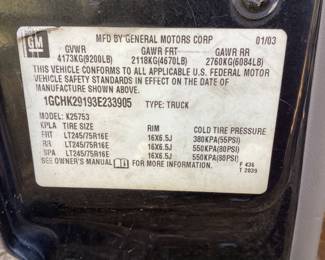 GM
MFD BY GENERAL MOTORS CORP 01/03
GVWR GAWR FRT GAWR RR
4173KG(9200LB) 2118KG(4670LB) 2760KG(6084LB)
THIS VEHICLE CONFORMS TO ALL APPLICABLE U.S. FEDERAL MOTOR
VEHICLE SAFETY STANDARDS IN EFFECT ON THE DATE OF
MANUFACTURE SHOWN ABOVE.
1GCHK29193E233905 TYPE: TRUCK
MODEL: K25753
KPLA TIRE SIZE RIM COLD TIRE PRESSURE
FRT LT245/75R16E 16X6.5J 380KPA(55PSI)
RR LT245/75R16E 16X6.5J 550KPA(80PSI)
SPA LT245/75R16E 16X6.5J 550KPA(80PSI)
SEE OWNER'S MANUAL FOR MORE INFORMATION.
F 436
T 2039